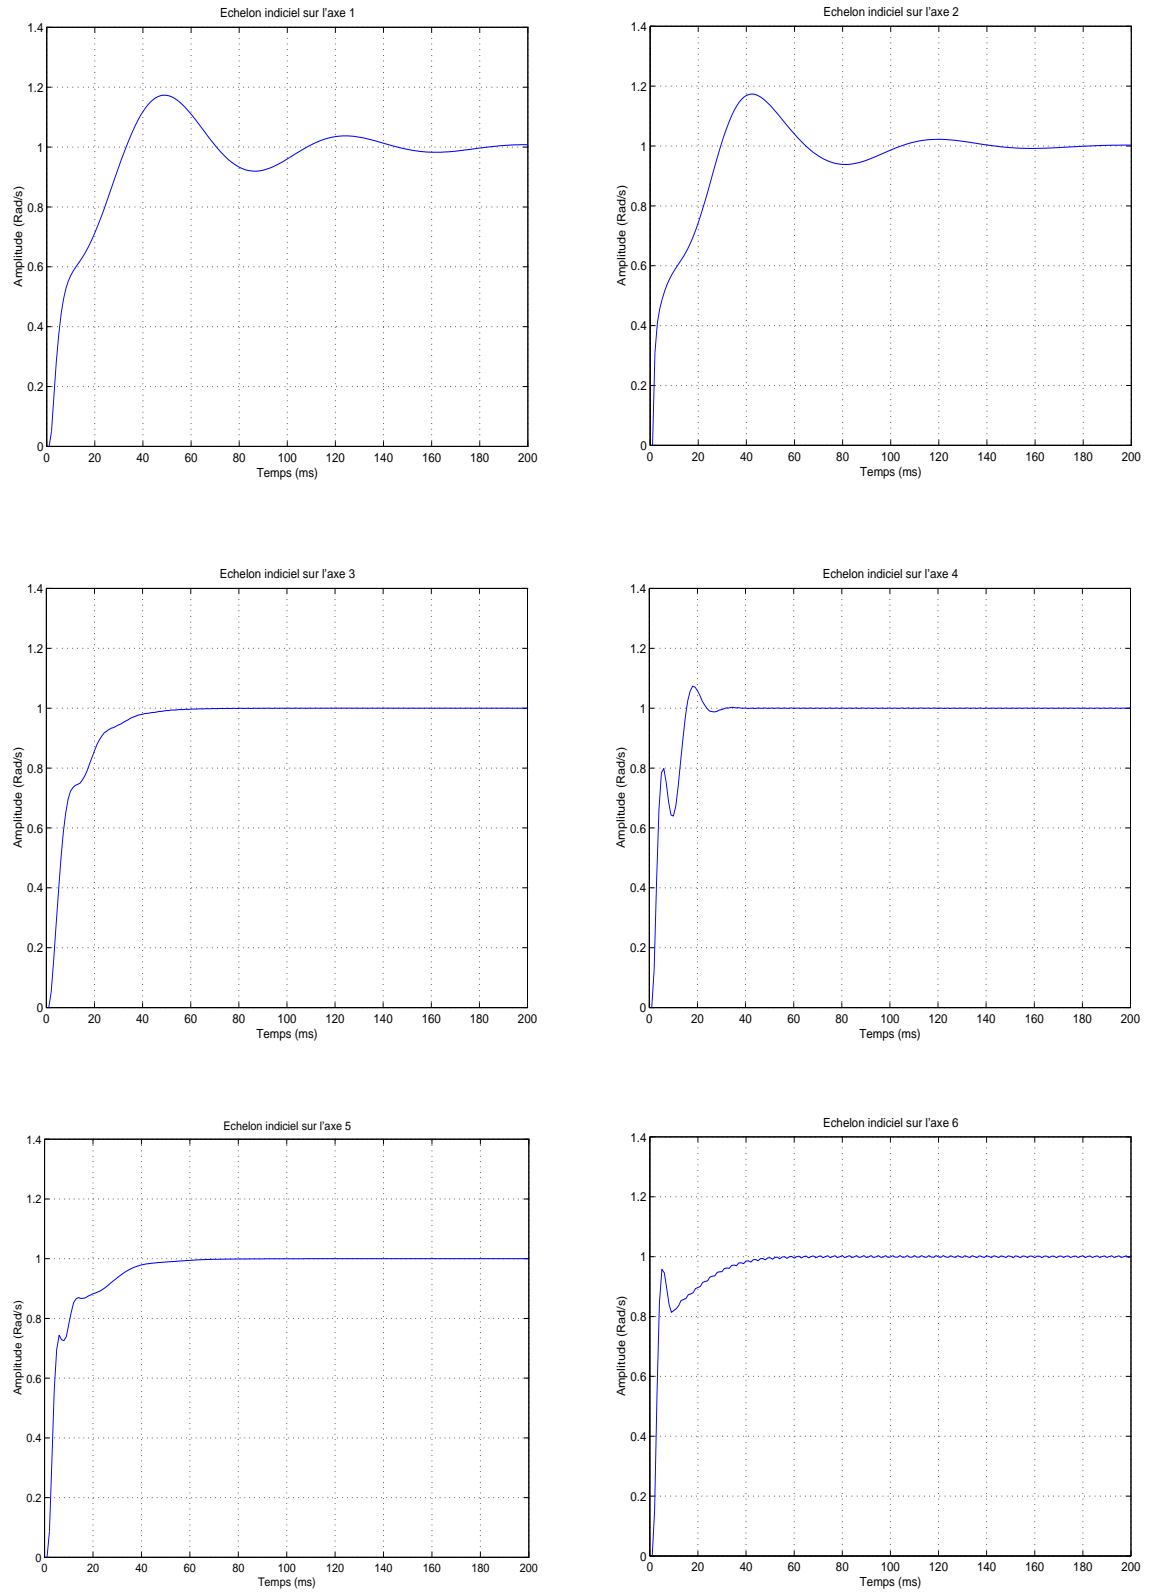 Echelon indiciel sur l'axe 1
1.4
1.2
1
0.8
0.6
0.4
0.2
0
Amplitude (Rad/s)
0 20 40 60 80 100 120 140 160 180 200
Temps (ms)
Echelon indiciel sur l'axe 2
1.4
1.2
1
0.8
0.6
0.4
0.2
0
Amplitude (Rad/s)
0 20 40 60 80 100 120 140 160 180 200
Temps (ms)
Echelon indiciel sur l'axe 3
1.4
1.2
1
0.8
0.6
0.4
0.2
0
Amplitude (Rad/s)
0 20 40 60 80 100 120 140 160 180 200
Temps (ms)
Echelon indiciel sur l'axe 4
1.4
1.2
1
0.8
0.6
0.4
0.2
0
Amplitude (Rad/s)
0 20 40 60 80 100 120 140 160 180 200
Temps (ms)
Echelon indiciel sur l'axe 5
1.4
1.2
1
0.8
0.6
0.4
0.2
0
Amplitude (Rad/s)
0 20 40 60 80 100 120 140 160 180 200
Temps (ms)
Echelon indiciel sur l'axe 6
1.4
1.2
1
0.8
0.6
0.4
0.2
0
Amplitude (Rad/s)
0 20 40 60 80 100 120 140 160 180 200
Temps (ms)